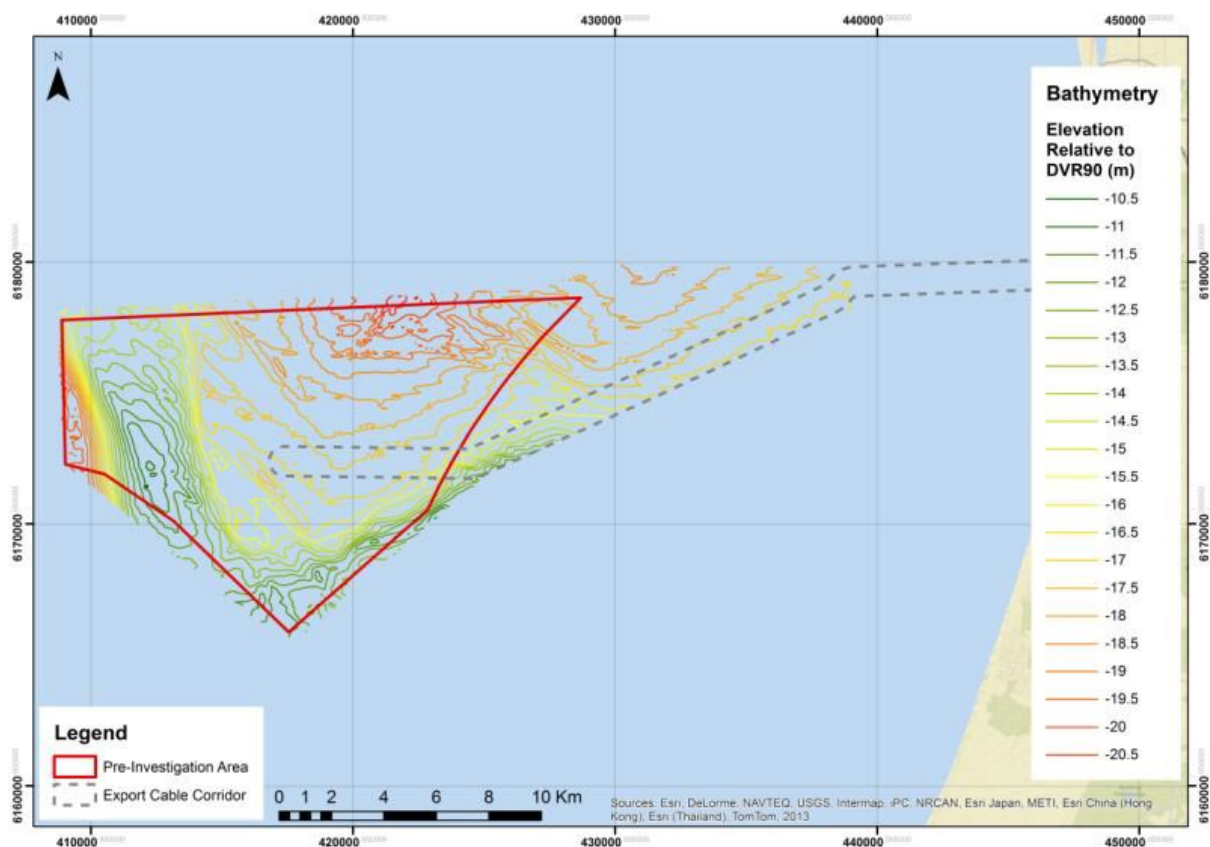 410000 420000 430000 440000 450000
N
Bathymetry
Elevation
Relative to
DVR90 (m)
-10.5
-11
-11.5
-12
-12.5
-13
-13.5
-14
-14.5
-15
-15.5
-16
-16.5
-17
-17.5
-18
-18.5
-19
-19.5
-20
-20.5
6180000 6180000
6170000 6170000
6160000 6160000
Legend
Pre-Investigation Area
Export Cable Corridor
0 1 2 4 6 8 10 Km
Sources: Esri, DeLorme, NAVTEQ, USGS, Intermap, iPC, NRCAN, Esri Japan, METI, Esri China (Hong
Kong), Esri (Thailand), TomTom, 2013
410000 420000 430000 440000 450000